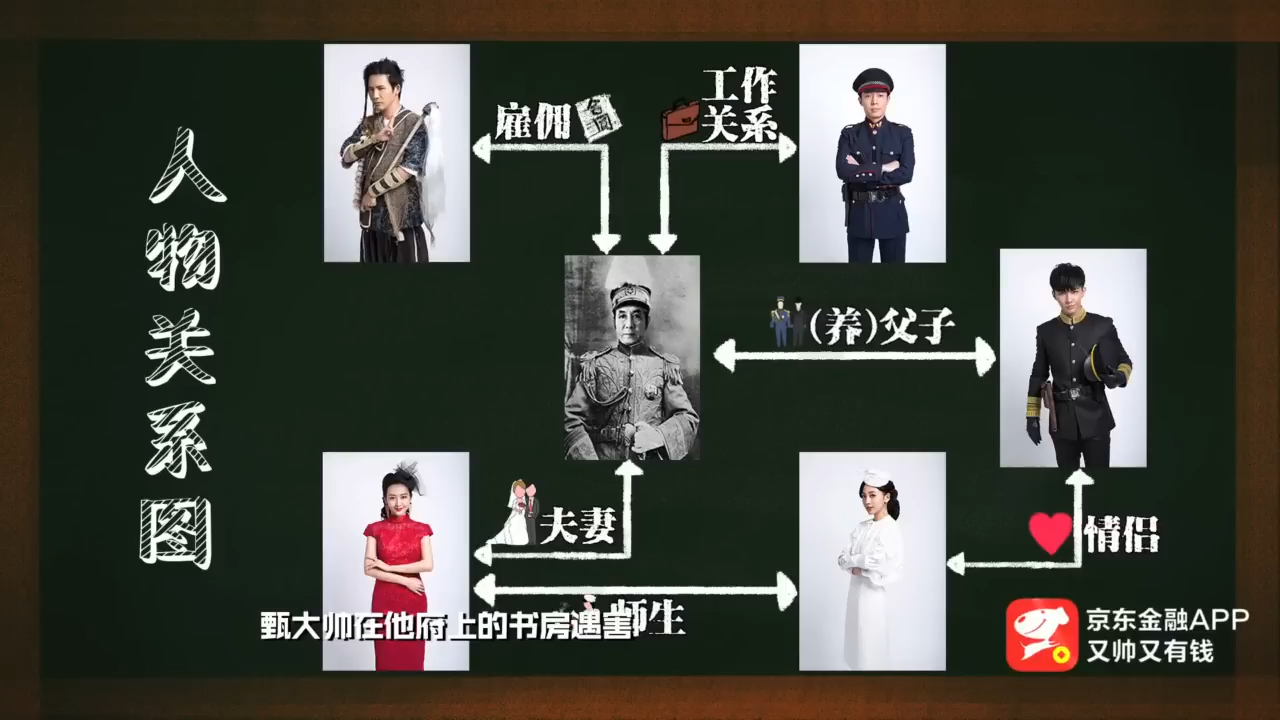 人物关系图
雇佣
合同
工作
关系
(养)父子
夫妻
情侣
师生
甄大帅在他府上的书房遇害
京东金融APP
又帅又有钱